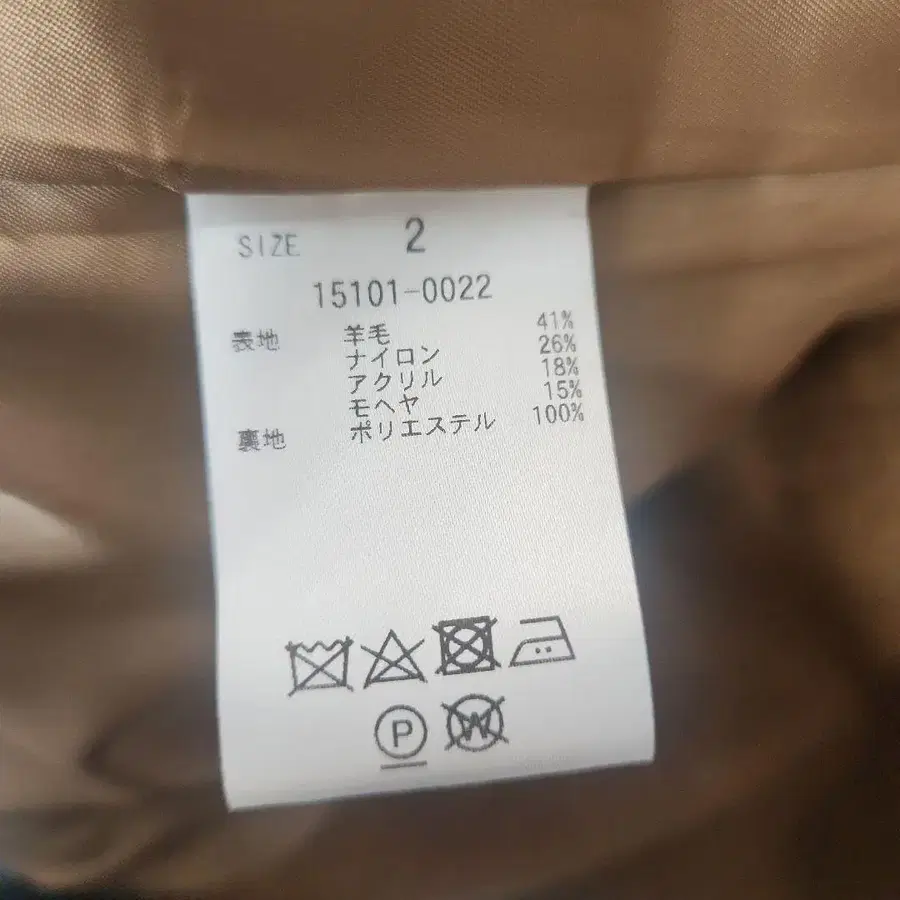 SIZE 2
15101-0022
表地 羊毛 41%
ナイロン 26%
アクリル 18%
モヘヤ 15%
裏地 ポリエステル 100%
P W